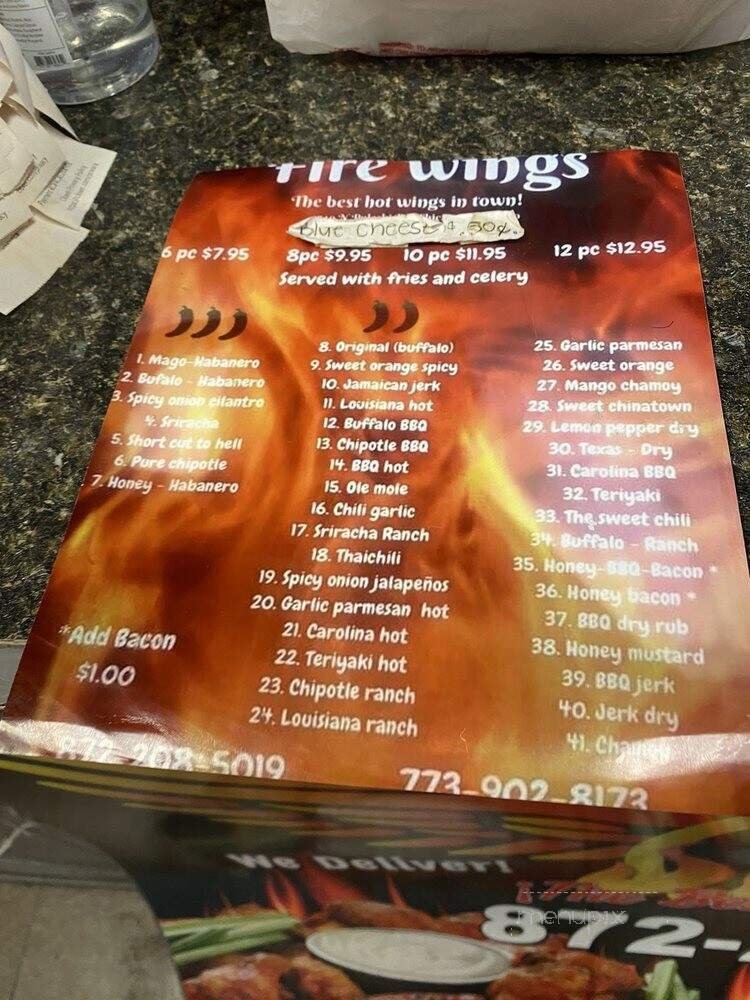 Fire wings
The best hot wings in town!
Blue cheese $.50¢.
6 pc $7.95 8pc $9.95 10 pc $11.95 12 pc $12.95
Served with fries and celery
1. Mago-Habanero
2. Bufalo - Habanero
3. Spicy onion cilantro
4. Sriracha
5. Short cut to hell
6. Pure chipotle
7. Honey - Habanero
8. Original (buffalo)
9. Sweet orange spicy
10. Jamaican jerk
11. Louisiana hot
12. Buffalo BBQ
13. Chipotle BBQ
14. BBQ hot
15. Ole mole
16. Chili garlic
17. Sriracha Ranch
18. Thaichili
19. Spicy onion jalapeños
20. Garlic parmesan hot
21. Carolina hot
22. Teriyaki hot
23. Chipotle ranch
24. Louisiana ranch
25. Garlic parmesan
26. Sweet orange
27. Mango chamoy
28. Sweet chinatown
29. Lemon pepper dry
30. Texas - Dry
31. Carolina BBQ
32. Teriyaki
33. The sweet chili
34. Buffalo - Ranch
35. Honey-BBQ-Bacon *
36. Honey bacon *
37. BBQ dry rub
38. Honey mustard
39. BBQ jerk
40. Jerk dry
41. Chamoy
*Add Bacon
$1.00
872-208-5019
773-902-8173
We Deliver!
872-
menupix